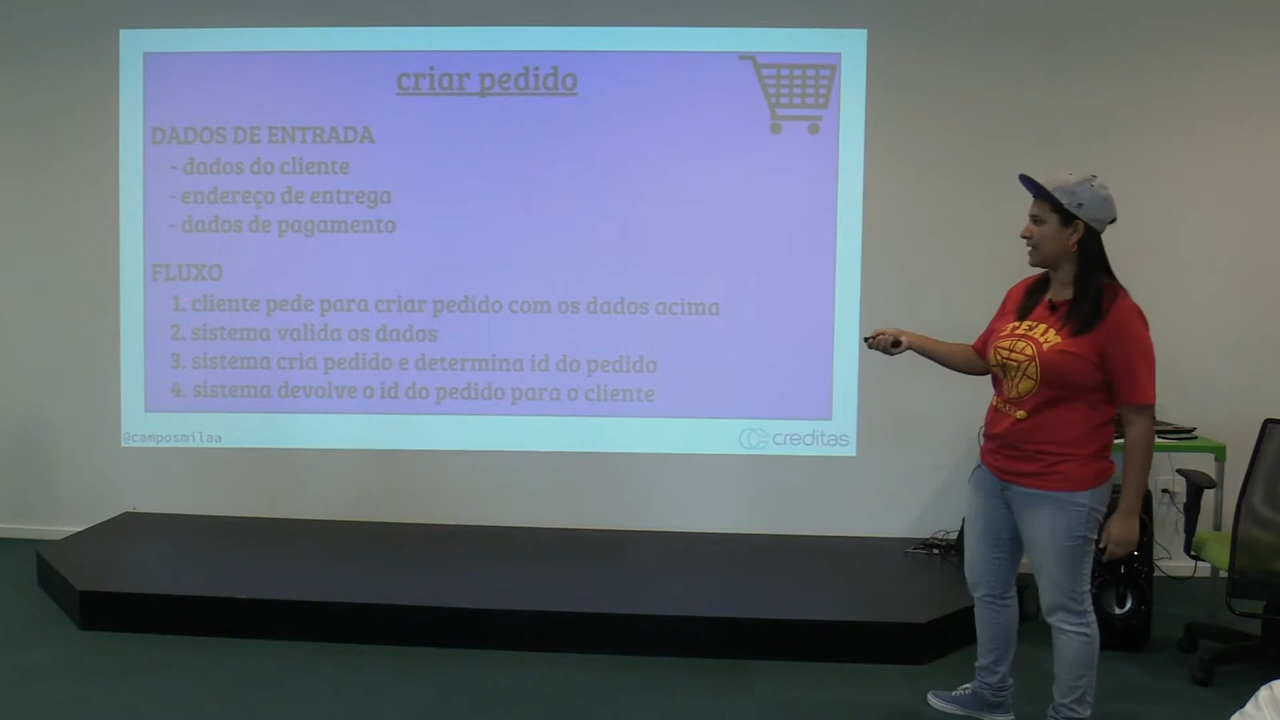 criar pedido
DADOS DE ENTRADA
- dados do cliente
- endereço de entrega
- dados de pagamento
FLUXO
1. cliente pede para criar pedido com os dados acima
2. sistema valida os dados
3. sistema cria pedido e determina id do pedido
4. sistema devolve o id do pedido para o cliente
@camposmilaa
creditas
TEAM